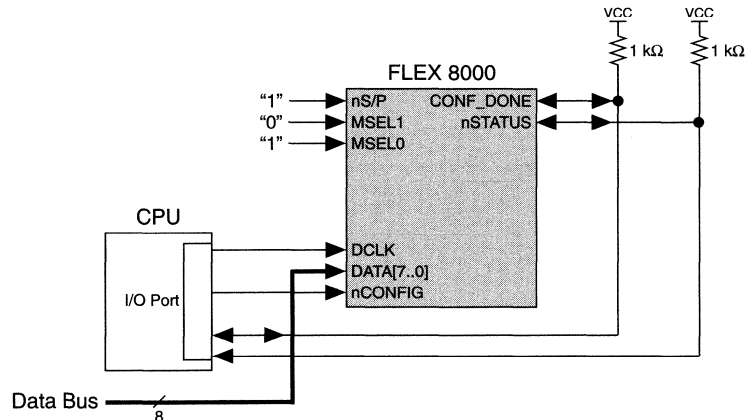 VCC VCC
1 kΩ 1 kΩ
FLEX 8000
"1" nS/P CONF_DONE
"0" MSEL1 nSTATUS
"1" MSEL0
CPU
DCLK
DATA[7..0]
I/O Port nCONFIG
Data Bus
8